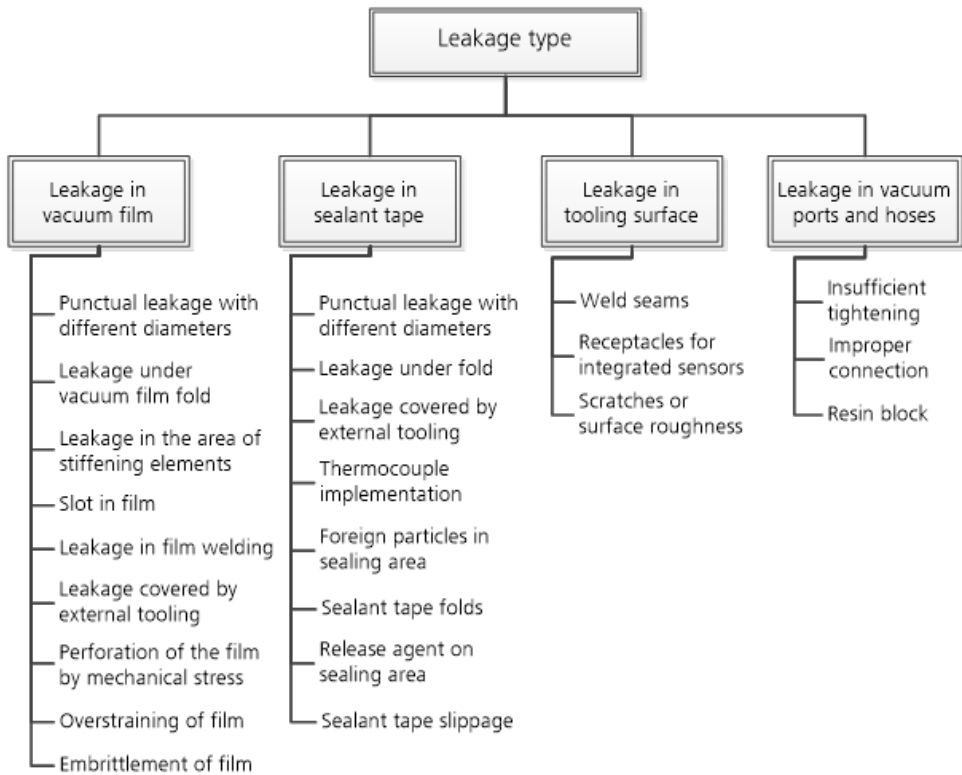 Leakage type
Leakage in
vacuum film
Punctual leakage with
different diameters
Leakage under
vacuum film fold
Leakage in the area of
stiffening elements
Slot in film
Leakage in film welding
Leakage covered by
external tooling
Perforation of the film
by mechanical stress
Overstraining of film
Embrittlement of film
Leakage in
sealant tape
Punctual leakage with
different diameters
Leakage under fold
Leakage covered by
external tooling
Thermocouple
implementation
Foreign particles in
sealing area
Sealant tape folds
Release agent on
sealing area
Sealant tape slippage
Leakage in
tooling surface
Weld seams
Receptacles for
integrated sensors
Scratches or
surface roughness
Leakage in vacuum
ports and hoses
Insufficient
tightening
Improper
connection
Resin block